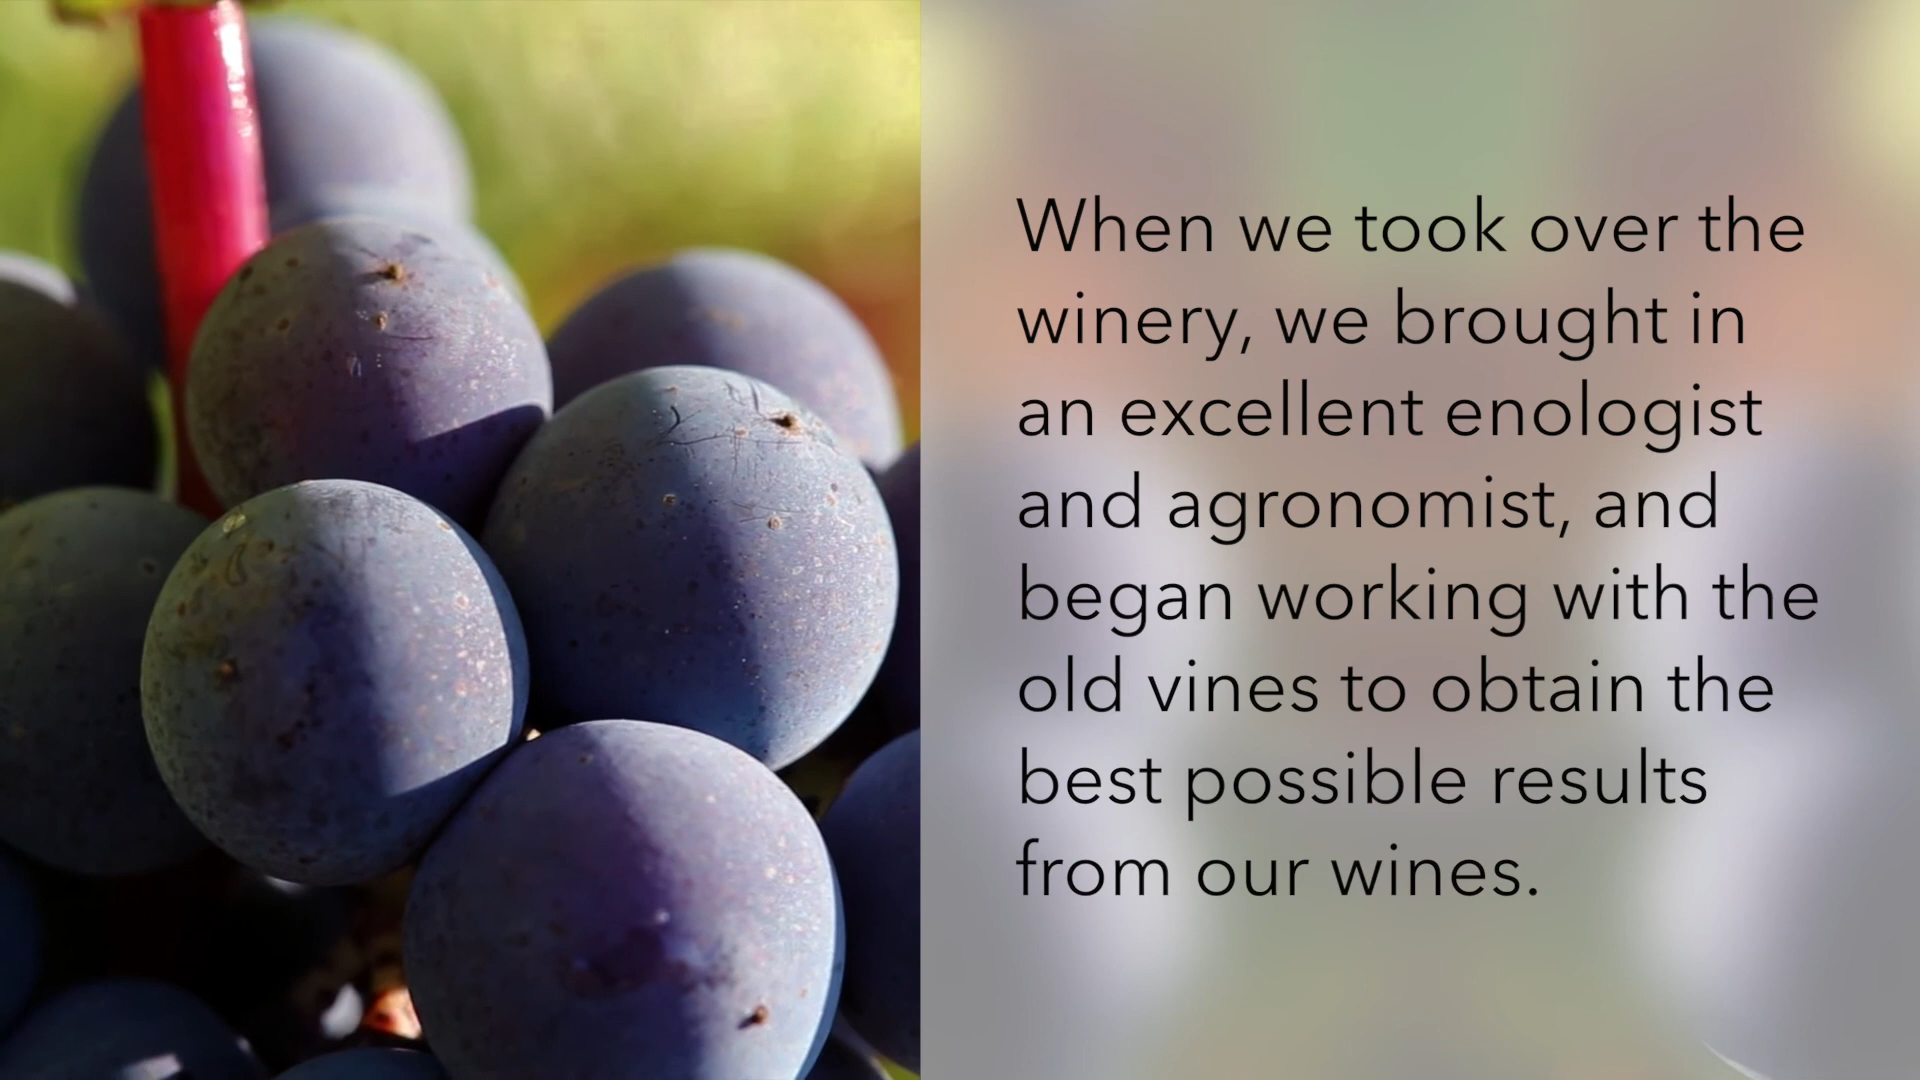 When we took over the
winery, we brought in
an excellent enologist
and agronomist, and
began working with the
old vines to obtain the
best possible results
from our wines.